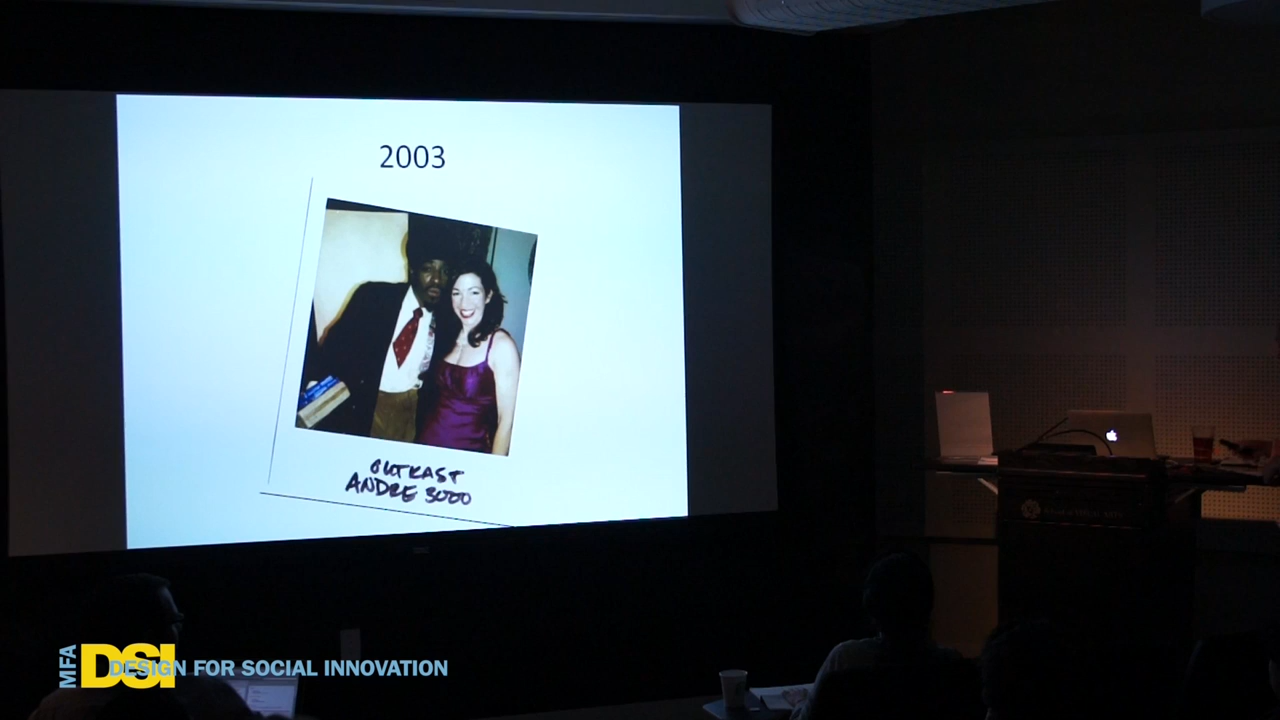 2003
OUTKAST
ANDRE 3000
MFA
DSI
DESIGN FOR SOCIAL INNOVATION